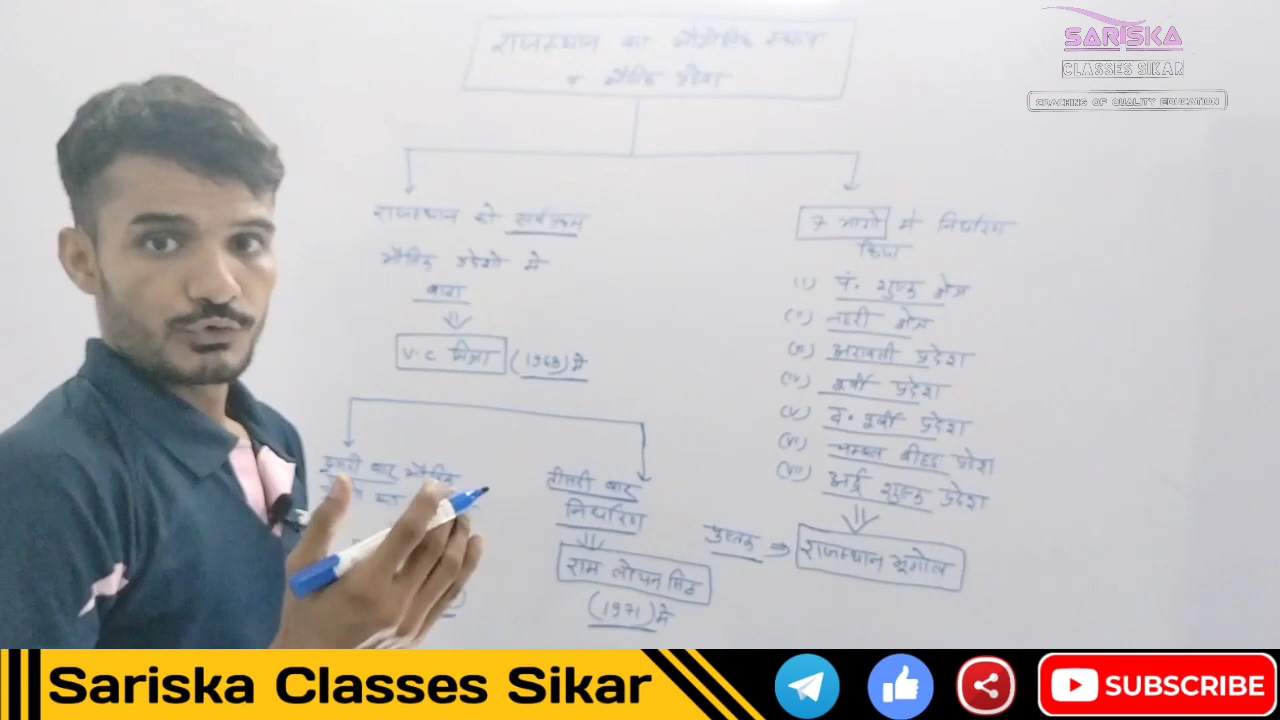 SARISKA
CLASSES SIKAR
COACHING OF QUALITY EDUCATION
राजस्थान का भौगोलिक स्वरूप
व भौतिक प्रदेश
राजस्थान को सर्वप्रथम
भौतिक प्रदेशो मे
बाटा
V.C मिश्रा (1968) मे
7 भागो मे निर्धारण
किया
(i) प. शुष्क क्षेत्र
(ii) नहरी क्षेत्र
(iii) अरावली प्रदेश
(iv) पूर्वी प्रदेश
(v) द. पूर्वी प्रदेश
(vi) चम्बल बीहड़ प्रदेश
(vii) अर्द्ध शुष्क प्रदेश
पुस्तक ⇒ राजस्थान भूगोल
दूसरी बार भौतिक
का
तीसरी बार
निर्धारण
राम लोचन सिंह
(1971) मे
Sariska Classes Sikar
SUBSCRIBE